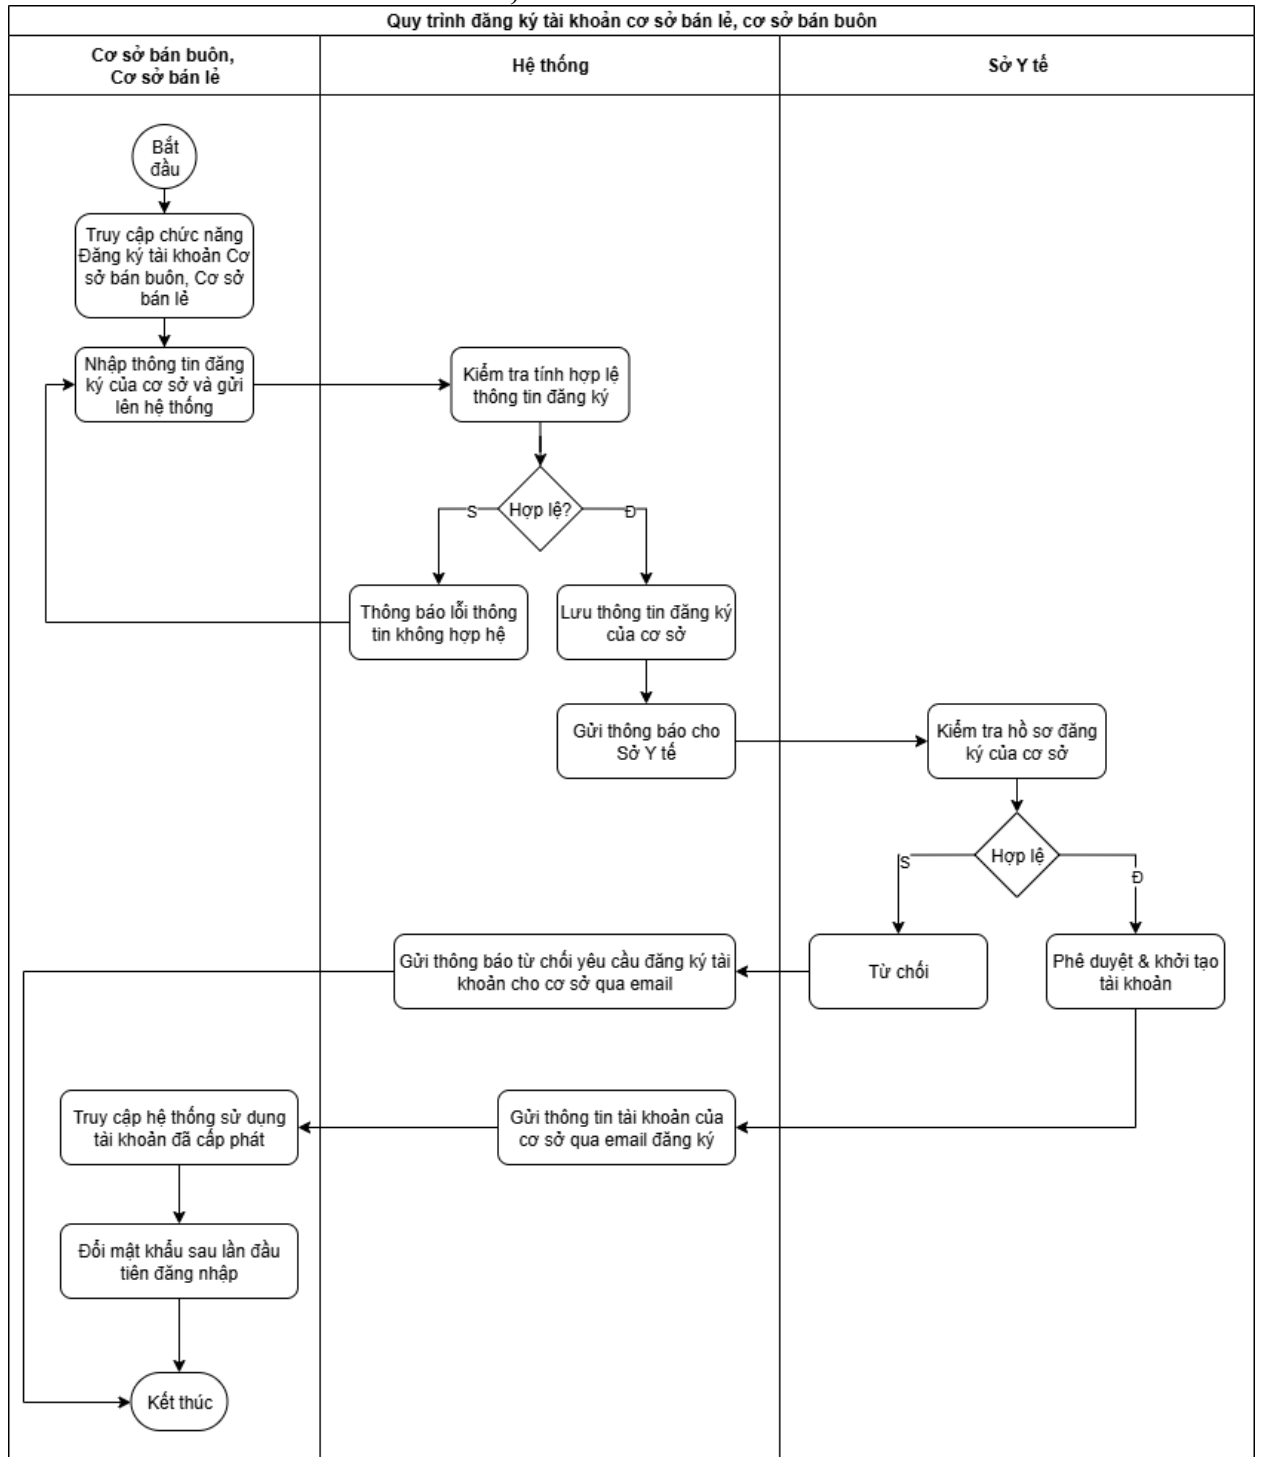 Quy trình đăng ký tài khoản cơ sở bán lẻ, cơ sở bán buôn
Cơ sở bán buôn,
Cơ sở bán lẻ
Hệ thống
Sở Y tế
Bắt
đầu
Truy cập chức năng
Đăng ký tài khoản Cơ
sở bán buôn, Cơ sở
bán lẻ
Nhập thông tin đăng
ký của cơ sở và gửi
lên hệ thống
Kiểm tra tính hợp lệ
thông tin đăng ký
Hợp lệ?
S
Đ
Thông báo lỗi thông
tin không hợp hệ
Lưu thông tin đăng ký
của cơ sở
Gửi thông báo cho
Sở Y tế
Kiểm tra hồ sơ đăng
ký của cơ sở
Hợp lệ
S
Đ
Gửi thông báo từ chối yêu cầu đăng ký tài
khoản cho cơ sở qua email
Từ chối
Phê duyệt & khởi tạo
tài khoản
Truy cập hệ thống sử dụng
tài khoản đã cấp phát
Gửi thông tin tài khoản của
cơ sở qua email đăng ký
Đổi mật khẩu sau lần đầu
tiên đăng nhập
Kết thúc